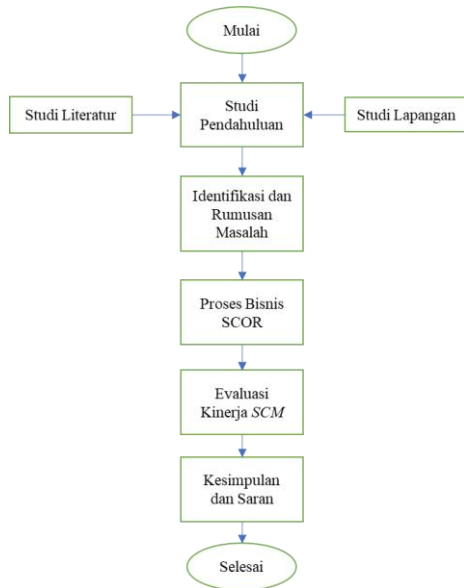 Mulai
Studi Literatur
Studi
Pendahuluan
Studi Lapangan
Identifikasi dan
Rumusan
Masalah
Proses Bisnis
SCOR
Evaluasi
Kinerja SCM
Kesimpulan
dan Saran
Selesai